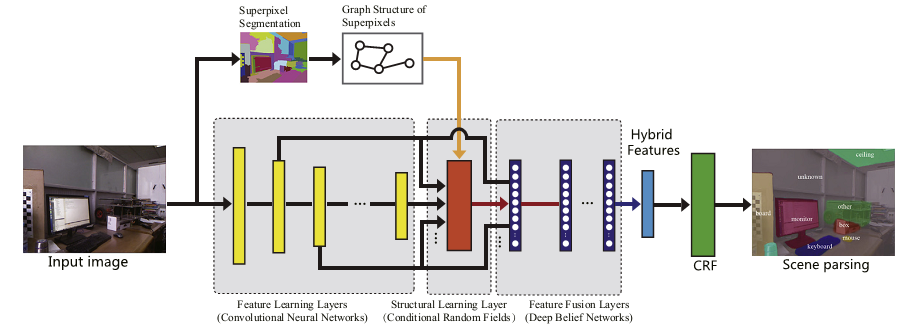 Superpixel
Segmentation
Graph Structure of
Superpixels
Input image
Feature Learning Layers
(Convolutional Neural Networks)
Structural Learning Layer
(Conditional Random Fields)
Feature Fusion Layers
(Deep Belief Networks)
Hybrid
Features
CRF
ceiling
unknown
other
board
monitor
box
mouse
keyboard
Scene parsing